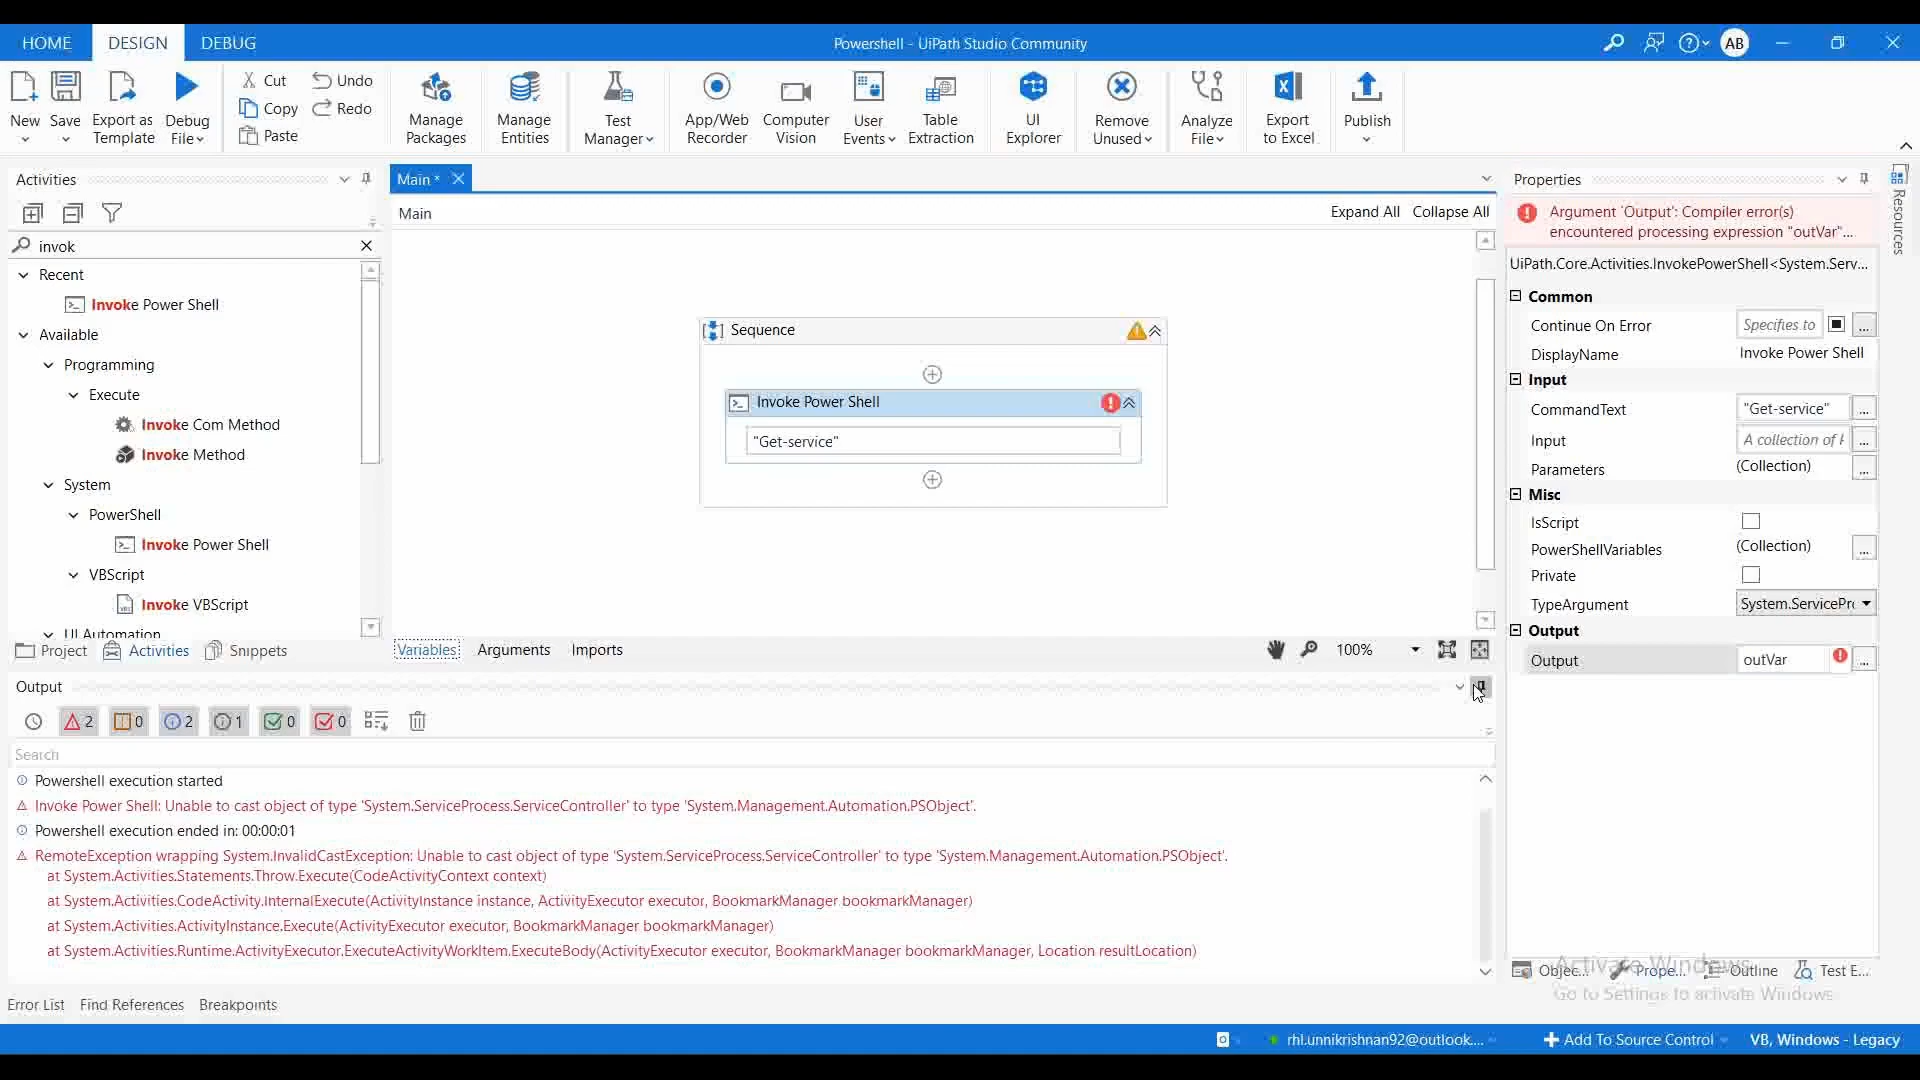 HOME
DESIGN
DEBUG
Powershell - UiPath Studio Community
AB
New
Save
Export as
Template
Debug
File
Cut
Copy
Paste
Undo
Redo
Manage
Packages
Manage
Entities
Test
Manager
App/Web
Recorder
Computer
Vision
User
Events
Table
Extraction
UI
Explorer
Remove
Unused
Analyze
File
Export
to Excel
Publish
Activities
invok
Recent
Invoke Power Shell
Available
Programming
Execute
Invoke Com Method
Invoke Method
System
PowerShell
Invoke Power Shell
VBScript
Invoke VBScript
UI Automation
Project
Activities
Snippets
Main *
Main
Expand All
Collapse All
Sequence
Invoke Power Shell
"Get-service"
Variables
Arguments
Imports
100%
Properties
Argument 'Output': Compiler error(s)
encountered processing expression "outVar"...
UiPath.Core.Activities.InvokePowerShell<System.Serv...
Common
Continue On Error
Specifies to
...
DisplayName
Invoke Power Shell
Input
CommandText
"Get-service"
...
Input
A collection of
...
Parameters
(Collection)
...
Misc
IsScript
PowerShellVariables
(Collection)
...
Private
TypeArgument
System.ServicePr
Output
Output
outVar
...
Resources
Output
2
0
2
1
0
0
Search
Powershell execution started
Invoke Power Shell: Unable to cast object of type 'System.ServiceProcess.ServiceController' to type 'System.Management.Automation.PSObject'.
Powershell execution ended in: 00:00:01
RemoteException wrapping System.InvalidCastException: Unable to cast object of type 'System.ServiceProcess.ServiceController' to type 'System.Management.Automation.PSObject'.
at System.Activities.Statements.Throw.Execute(CodeActivityContext context)
at System.Activities.CodeActivity.InternalExecute(ActivityInstance instance, ActivityExecutor executor, BookmarkManager bookmarkManager)
at System.Activities.ActivityInstance.Execute(ActivityExecutor executor, BookmarkManager bookmarkManager)
at System.Activities.Runtime.ActivityExecutor.ExecuteActivityWorkItem.ExecuteBody(ActivityExecutor executor, BookmarkManager bookmarkManager, Location resultLocation)
Objec...
Prope...
Outline
Test E...
Activate Windows
Go to Settings to activate Windows.
Error List
Find References
Breakpoints
rhl.unnikrishnan92@outlook....
Add To Source Control
VB, Windows - Legacy